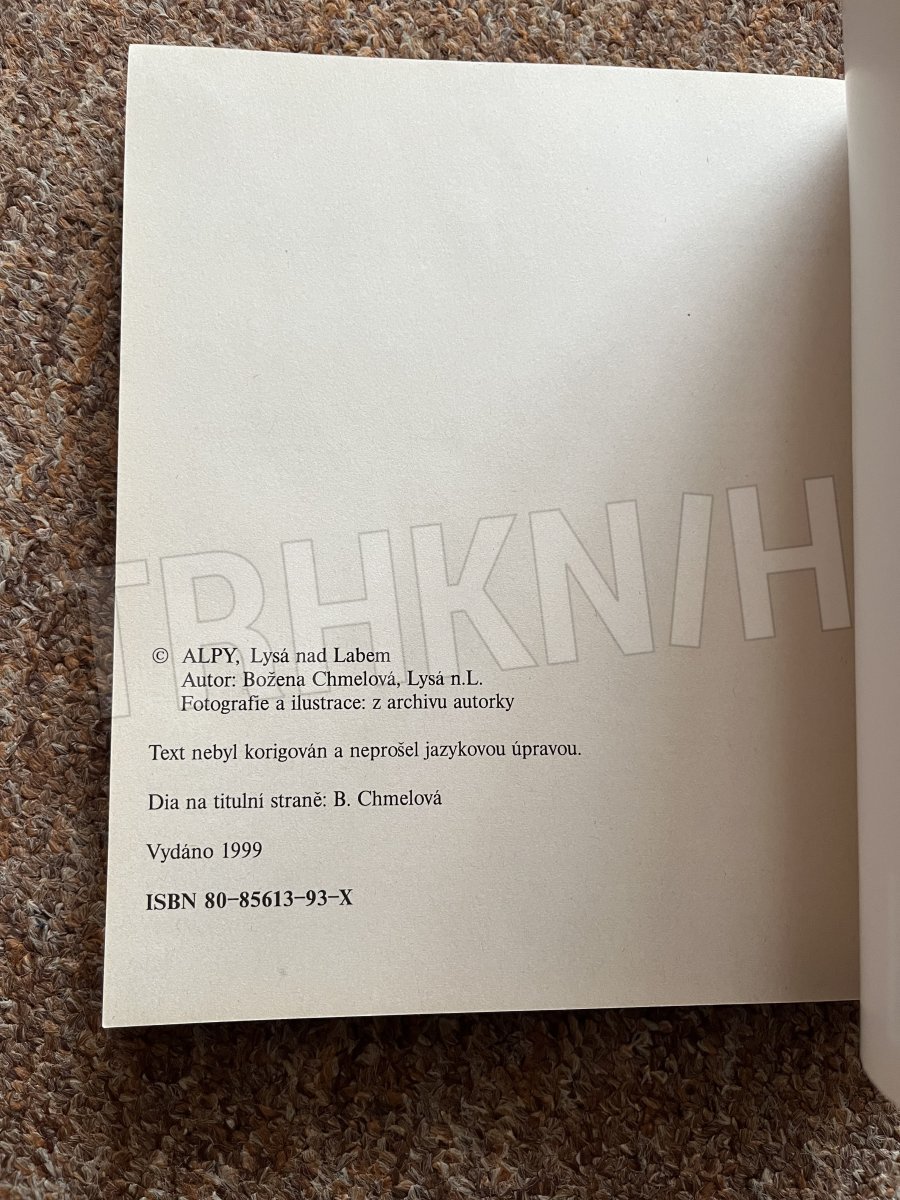 TRHKNIH
© ALPY, Lysá nad Labem
Autor: Božena Chmelová, Lysá n.L.
Fotografie a ilustrace: z archivu autorky
Text nebyl korigován a neprošel jazykovou úpravou.
Dia na titulní straně: B. Chmelová
Vydáno 1999
ISBN 80–85613–93–X